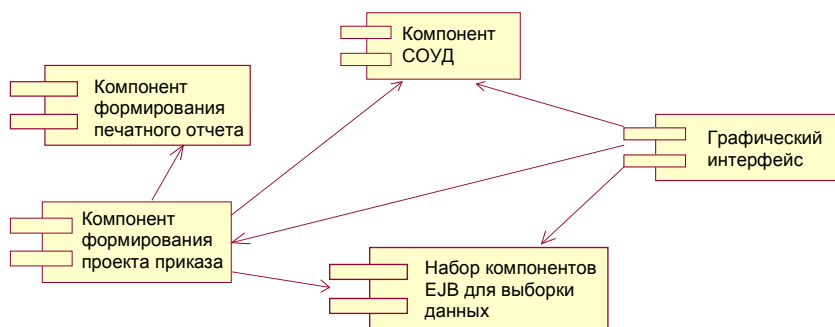 Компонент
СОУД
Компонент
формирования
печатного отчета
Графический
интерфейс
Компонент
формирования
проекта приказа
Набор компонентов
EJB для выборки
данных